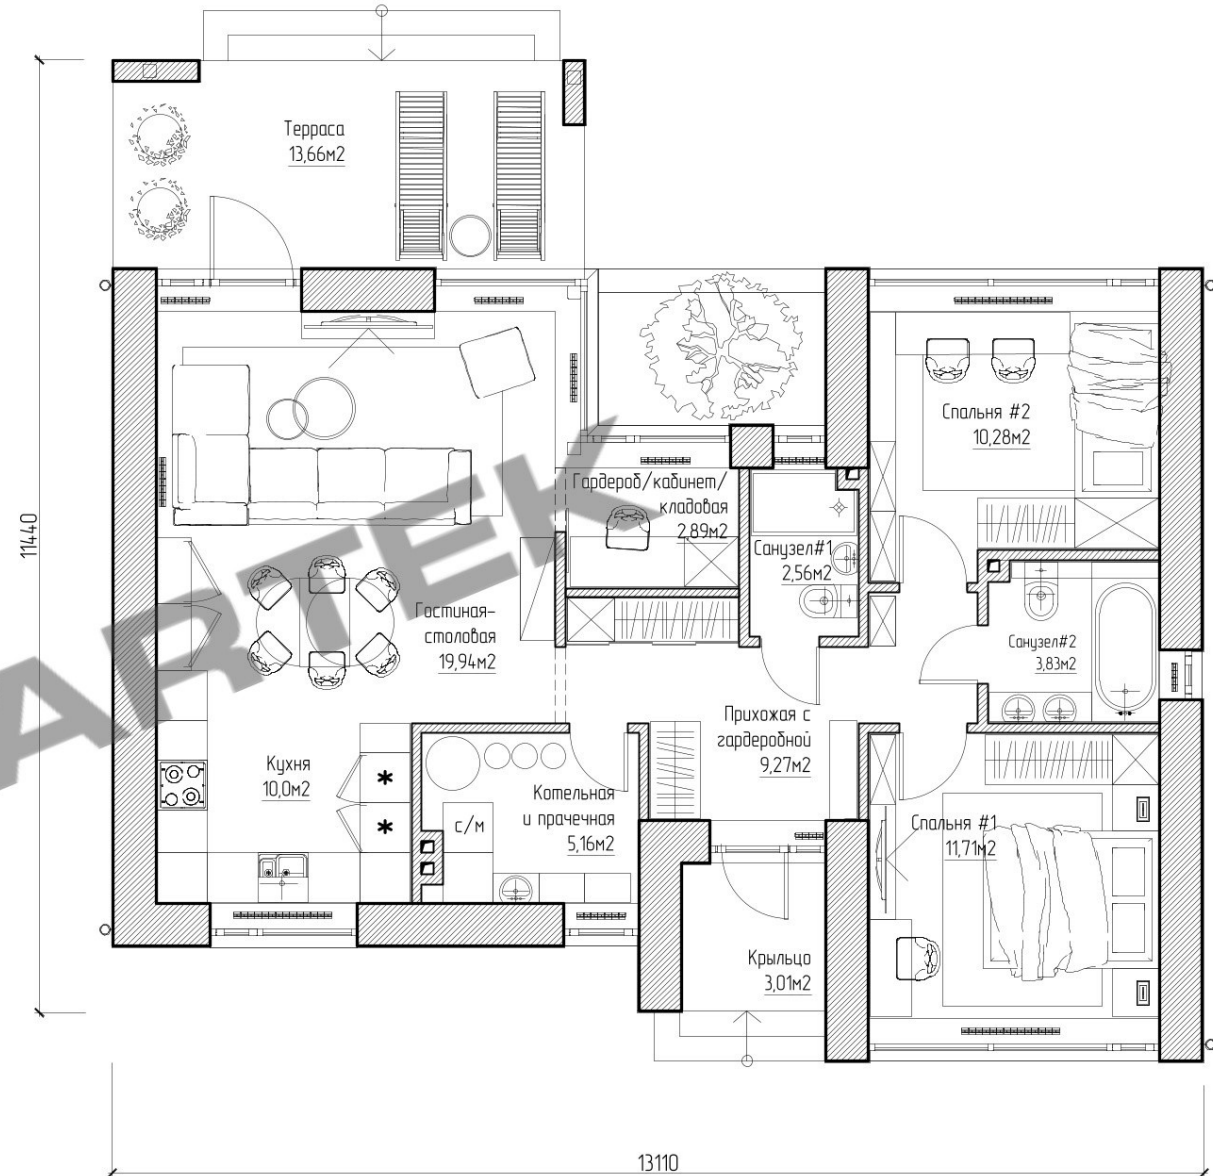 Терраса
13,66м2
11440
Спальня #2
10,28м2
Гардероб/кабинет/
кладовая
2,89м2
Санузел#1
2,56м2
Гостиная-
столовая
19,94м2
Санузел#2
3,83м2
Прихожая с
гардеробной
9,27м2
Кухня
10,0м2
Котельная
и прачечная
5,16м2
с/м
Спальня #1
11,71м2
Крыльцо
3,01м2
13110
ARTEK